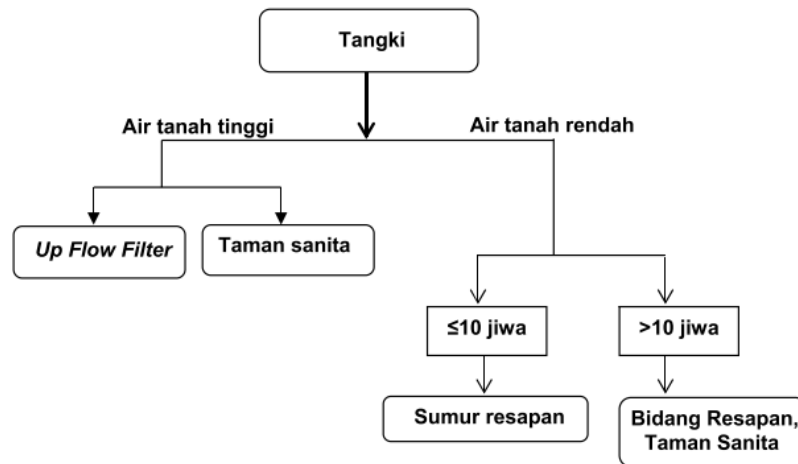 Tangki
Air tanah tinggi
Air tanah rendah
Up Flow Filter
Taman sanita
≤10 jiwa
>10 jiwa
Sumur resapan
Bidang Resapan,
Taman Sanita